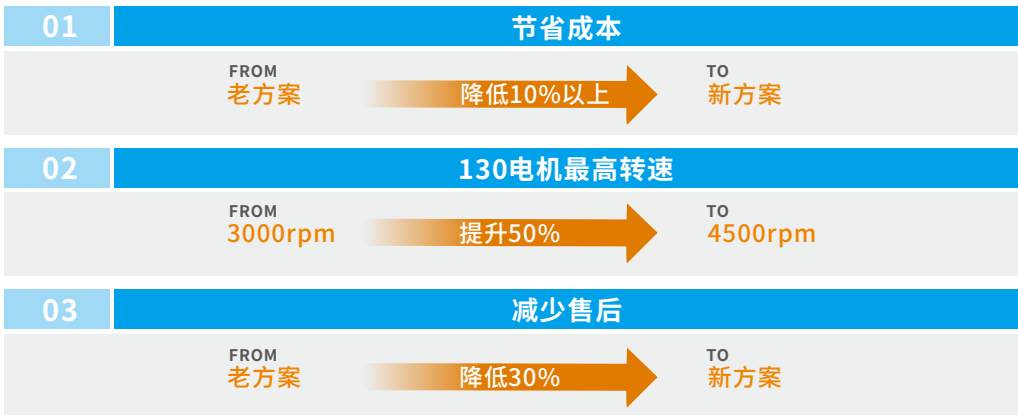 01 节省成本
FROM TO
老方案 降低10%以上 新方案
02 130电机最高转速
FROM TO
3000rpm 提升50% 4500rpm
03 减少售后
FROM TO
老方案 降低30% 新方案